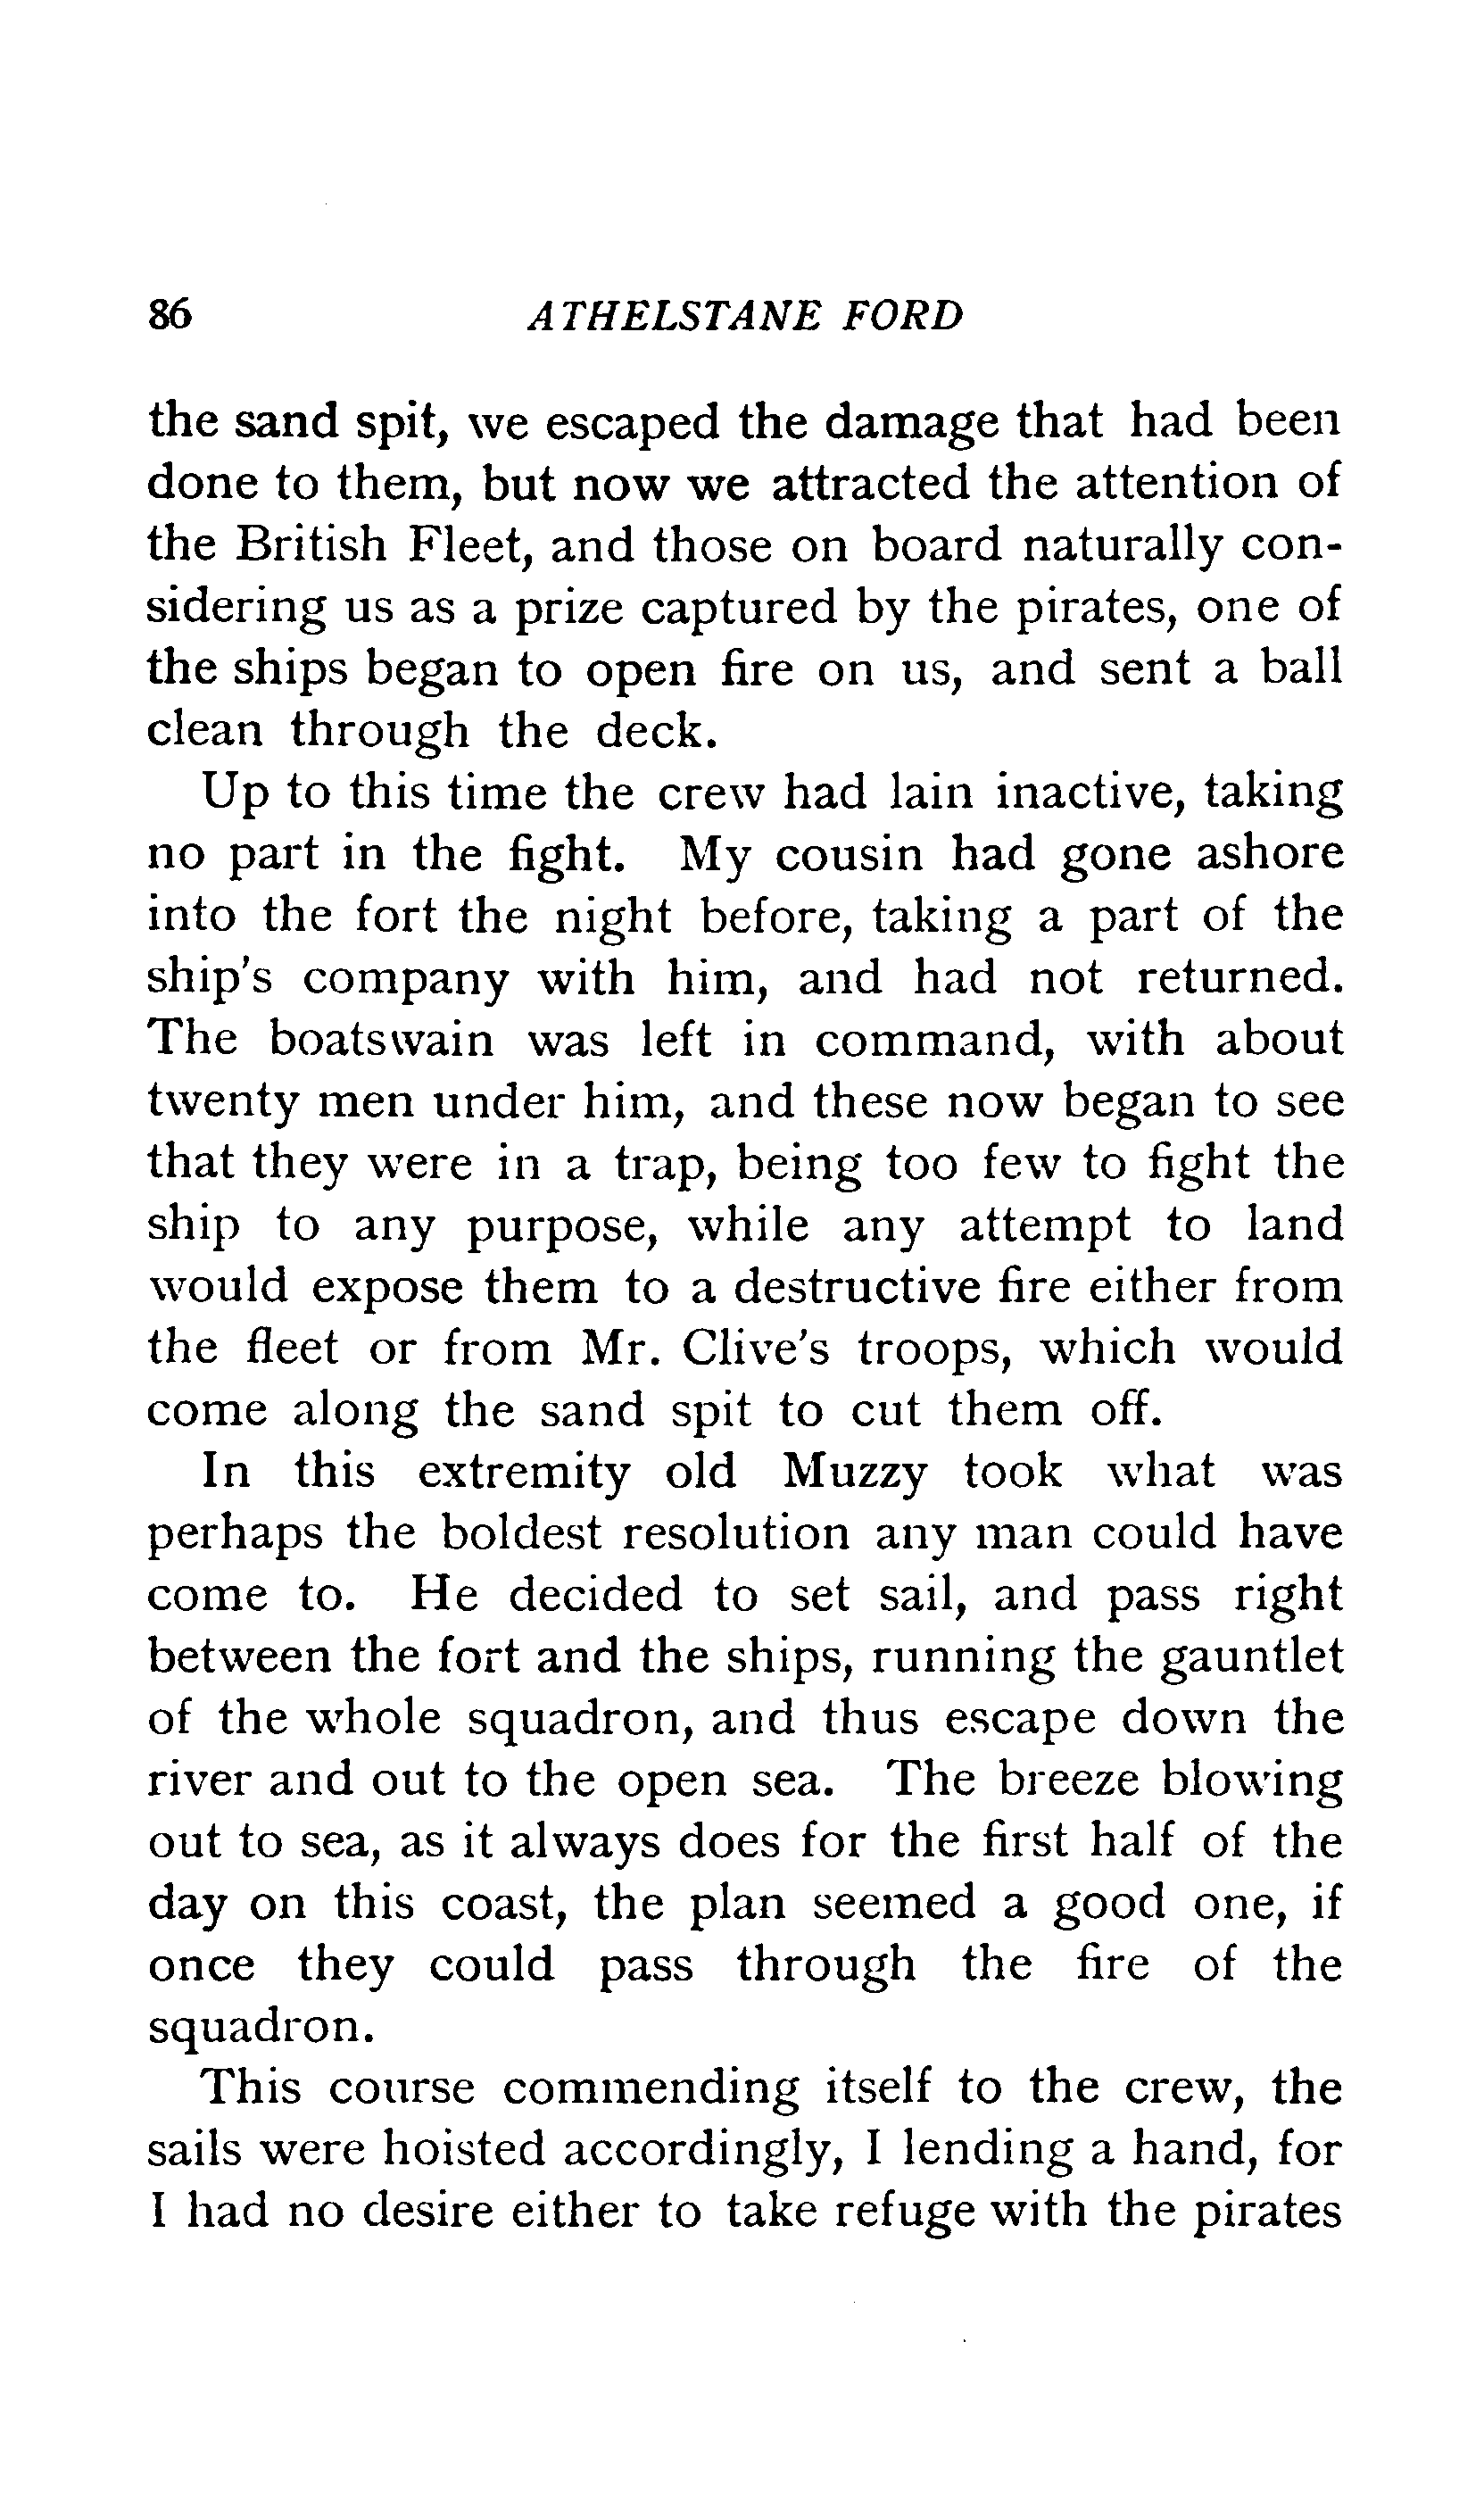 86 ATHELSTANE FORD
the sand spit, we escaped the damage that had been
done to them, but now we attracted the attention of
the British Fleet, and those on board naturally con-
sidering us as a prize captured by the pirates, one of
the ships began to open fire on us, and sent a ball
clean through the deck.
Up to this time the crew had lain inactive, taking
no part in the fight. My cousin had gone ashore
into the fort the night before, taking a part of the
ship's company with him, and had not returned.
The boatswain was left in command, with about
twenty men under him, and these now began to see
that they were in a trap, being too few to fight the
ship to any purpose, while any attempt to land
would expose them to a destructive fire either from
the fleet or from Mr. Clive's troops, which would
come along the sand spit to cut them off.
In this extremity old Muzzy took what was
perhaps the boldest resolution any man could have
come to. He decided to set sail, and pass right
between the fort and the ships, running the gauntlet
of the whole squadron, and thus escape down the
river and out to the open sea. The breeze blowing
out to sea, as it always does for the first half of the
day on this coast, the plan seemed a good one, if
once they could pass through the fire of the
squadron.
This course commending itself to the crew, the
sails were hoisted accordingly, I lending a hand, for
I had no desire either to take refuge with the pirates